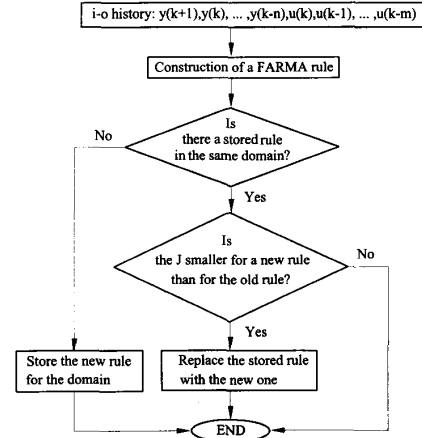 i-o history: y(k+1),y(k), ... ,y(k-n),u(k),u(k-1), ... ,u(k-m)
Construction of a FARMA rule
Is
there a stored rule
in the same domain?
No
Yes
Is
the J smaller for a new rule
than for the old rule?
No
Yes
Store the new rule
for the domain
Replace the stored rule
with the new one
END